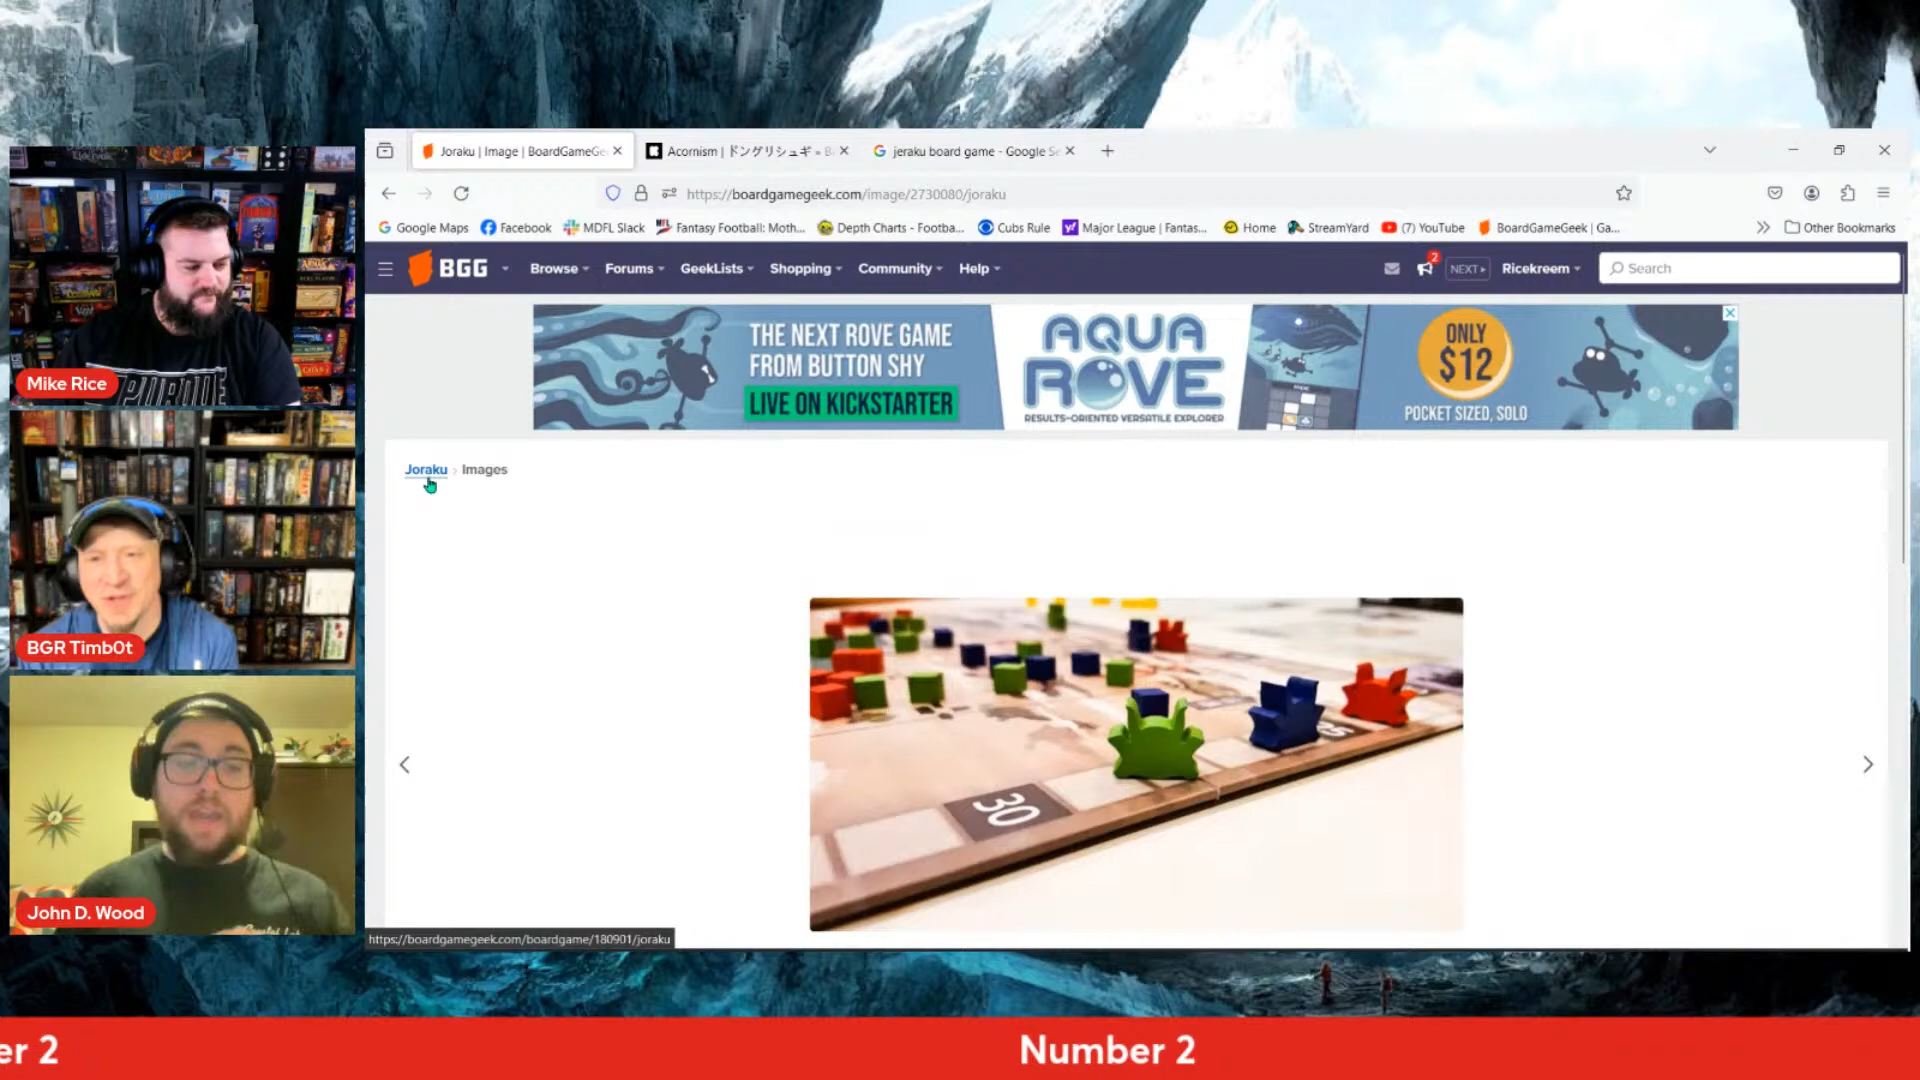 Joraku | Image | BoardGameGe
Acornism | ドングリシュギ » B
jeraku board game - Google Se
https://boardgamegeek.com/image/2730080/joraku
Google Maps
Facebook
MDFL Slack
Fantasy Football: Moth...
Depth Charts - Footba...
Cubs Rule
Major League | Fantas...
Home
StreamYard
(7) YouTube
BoardGameGeek | Ga...
Other Bookmarks
BGG
Browse
Forums
GeekLists
Shopping
Community
Help
2
NEXT
Ricekreem
Search
THE NEXT ROVE GAME
FROM BUTTON SHY
LIVE ON KICKSTARTER
AQUA
ROVE
RESULTS-ORIENTED VERSATILE EXPLORER
ONLY
$12
POCKET SIZED, SOLO
Joraku › Images
30
Mike Rice
BGR Timb0t
John D. Wood
https://boardgamegeek.com/boardgame/180901/joraku
er 2
Number 2